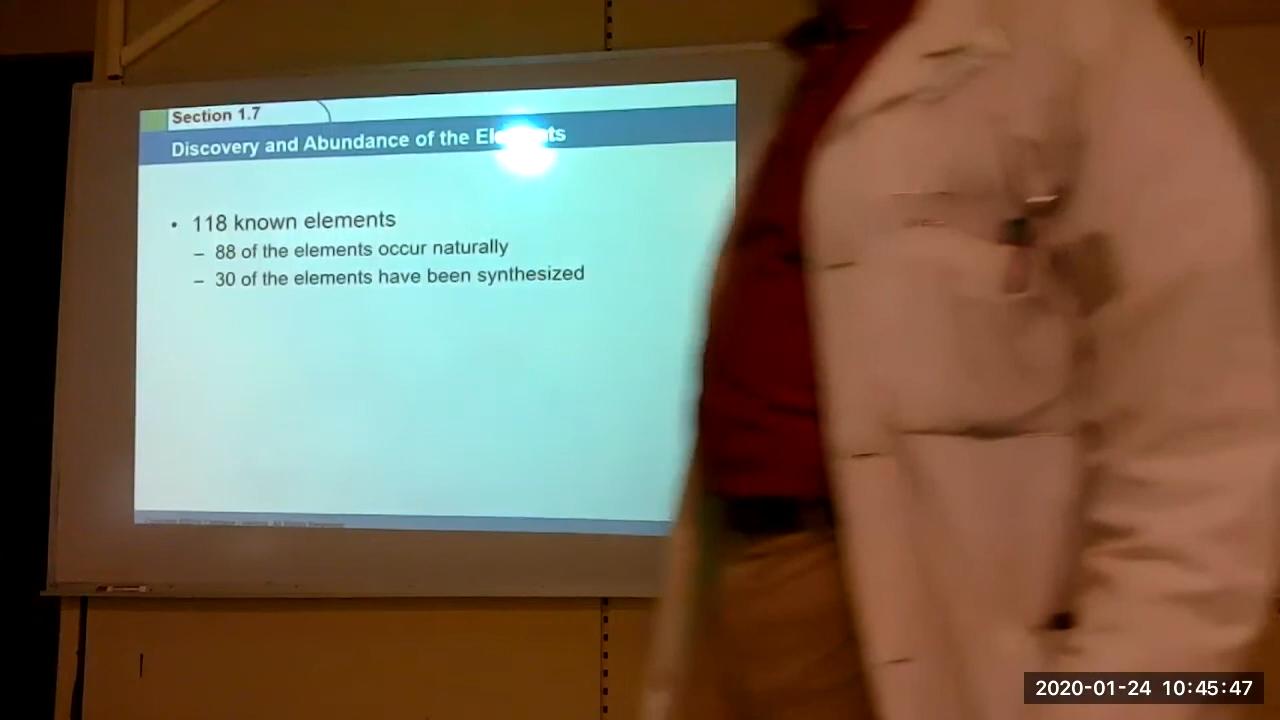 Section 1.7
Discovery and Abundance of the
• 118 known elements
– 88 of the elements occur naturally
– 30 of the elements have been synthesized
2020-01-24 10:45:47